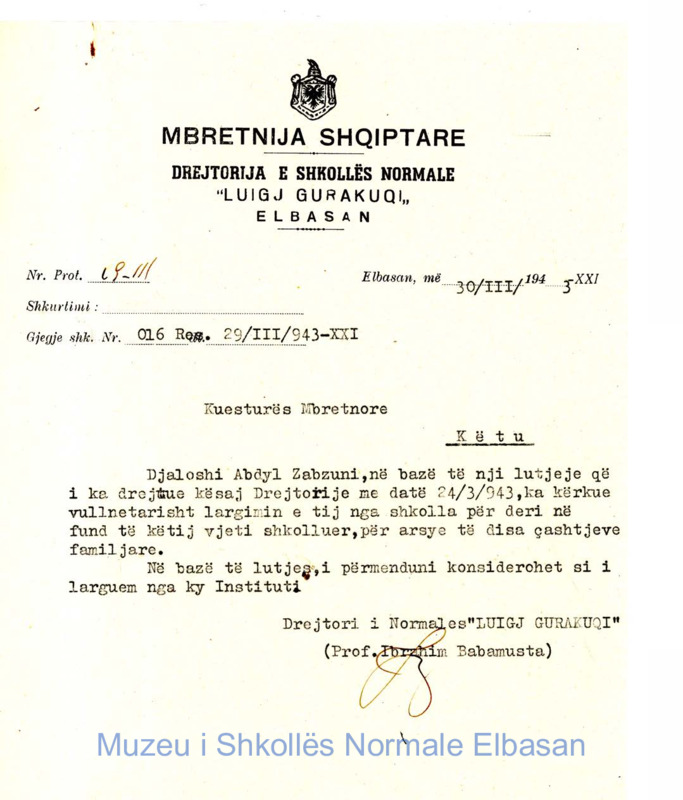 MBRETNIJA SHQIPTARE
DREJTORIJA E SHKOLLËS NORMALE
"LUIGJ GURAKUQI„
ELBASAN
Nr. Prot. 19-III
Elbasan, më 30/III/ 194 3 XXI
Shkurtimi :
Gjegje shk. Nr. 016 Res. 29/III/943-XXI
Kuesturës Mbretnore
Këtu
Djaloshi Abdyl Zabzuni,në bazë të nji lutjeje që
i ka drejtue kësaj Drejtorije me datë 24/3/943,ka kërkue
vullnetarisht largimin e tij nga shkolla për deri në
fund të këtij vjeti shkolluer,për arsye të disa çashtjeve
familjare.
Në bazë të lutjes,i përmenduni konsiderohet si i
larguem nga ky Instituti
Drejtori i Normales"LUIGJ GURAKUQI"
(Prof.Ibrahim Babamusta)
Muzeu i Shkollës Normale Elbasan